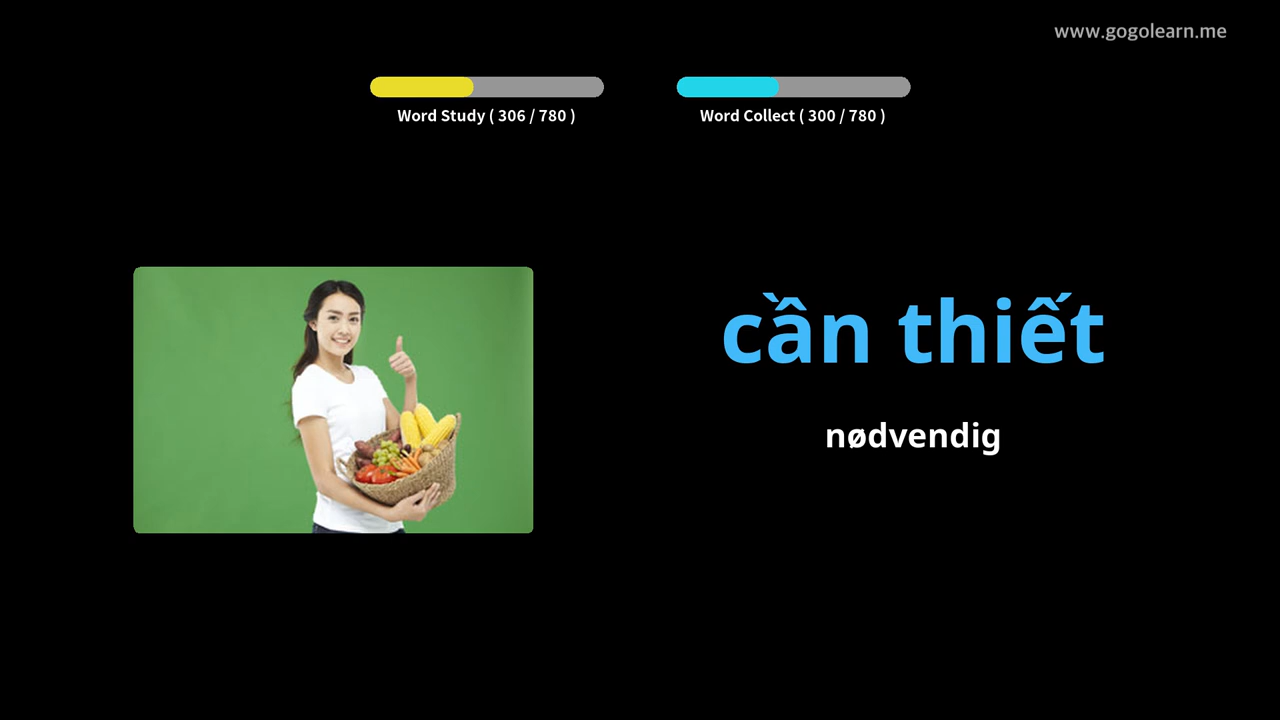 www.gogolearn.me
Word Study ( 306 / 780 )
Word Collect ( 300 / 780 )
cần thiết
nødvendig